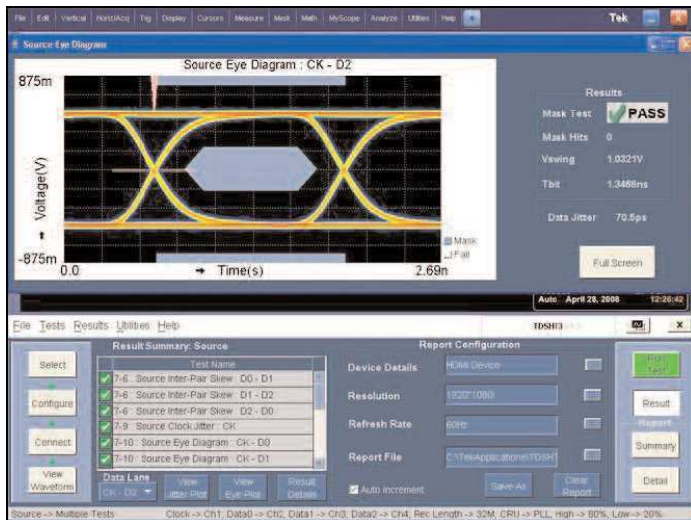 File Edit Vertical Horiz/Acq Trig Display Cursors Measure Mask Math MyScope Analyze Utilities Help Tek
Source Eye Diagram
Source Eye Diagram : CK - D2
875m
Voltage(V)
-875m
0.0
Time(s)
2.69n
Mask
Fail
Results
Mask Test PASS
Mask Hits 0
Vswing 1.0321V
Tbit 1.3468ns
Data Jitter 70.5ps
Full Screen
Auto April 28, 2008 12:26:42
File Tests Results Utilities Help TDSHT3 X
Select
Configure
Connect
View Waveform
Result Summary: Source
Test Name
7-6 : Source Inter-Pair Skew : D0 - D1
7-6 : Source Inter-Pair Skew : D1 - D2
7-6 : Source Inter-Pair Skew : D2 - D0
7-9 : Source Clock Jitter : CK
7-10 : Source Eye Diagram : CK - D0
7-10 : Source Eye Diagram : CK - D1
Data Lane
CK - D2
View Jitter Plot
View Eye Plot
Result Details
Report Configuration
Device Details HDMI Device
Resolution 1920*1080i
Refresh Rate 60Hz
Report File C:\TekApplications\TDSHT
Auto Increment
Save As
Clear Report
Run Test
Result
Report
Summary
Detail
Source -> Multiple Tests Clock -> Ch1, Data0 -> Ch2, Data1 -> Ch3, Data2 -> Ch4, Rec Length -> 32M, CRU -> PLL, High -> 80%, Low -> 20%